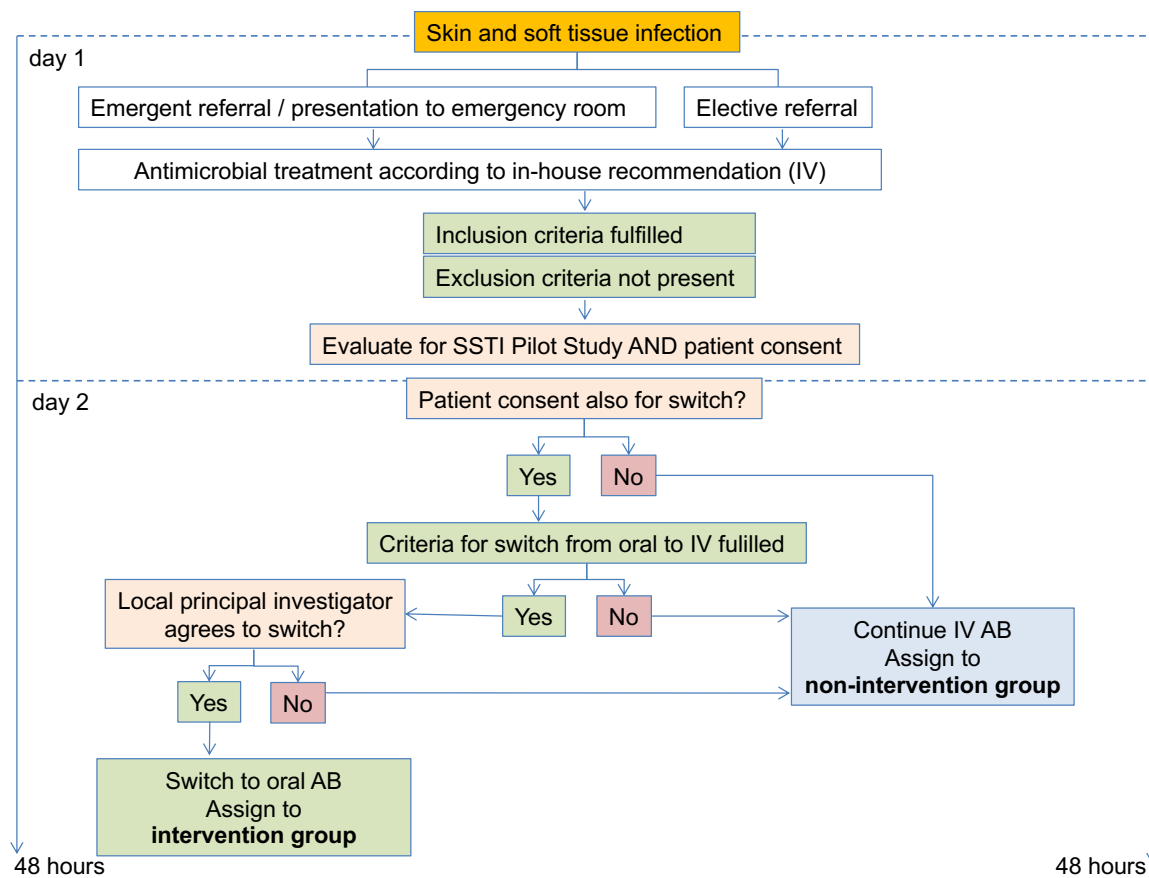 Skin and soft tissue infection
day 1
Emergent referral / presentation to emergency room
Elective referral
Antimicrobial treatment according to in-house recommendation (IV)
Inclusion criteria fulfilled
Exclusion criteria not present
Evaluate for SSTI Pilot Study AND patient consent
day 2
Patient consent also for switch?
Yes
No
Criteria for switch from oral to IV fulilled
Yes
No
Local principal investigator
agrees to switch?
Continue IV AB
Assign to
non-intervention group
Yes
No
Switch to oral AB
Assign to
intervention group
48 hours
48 hours